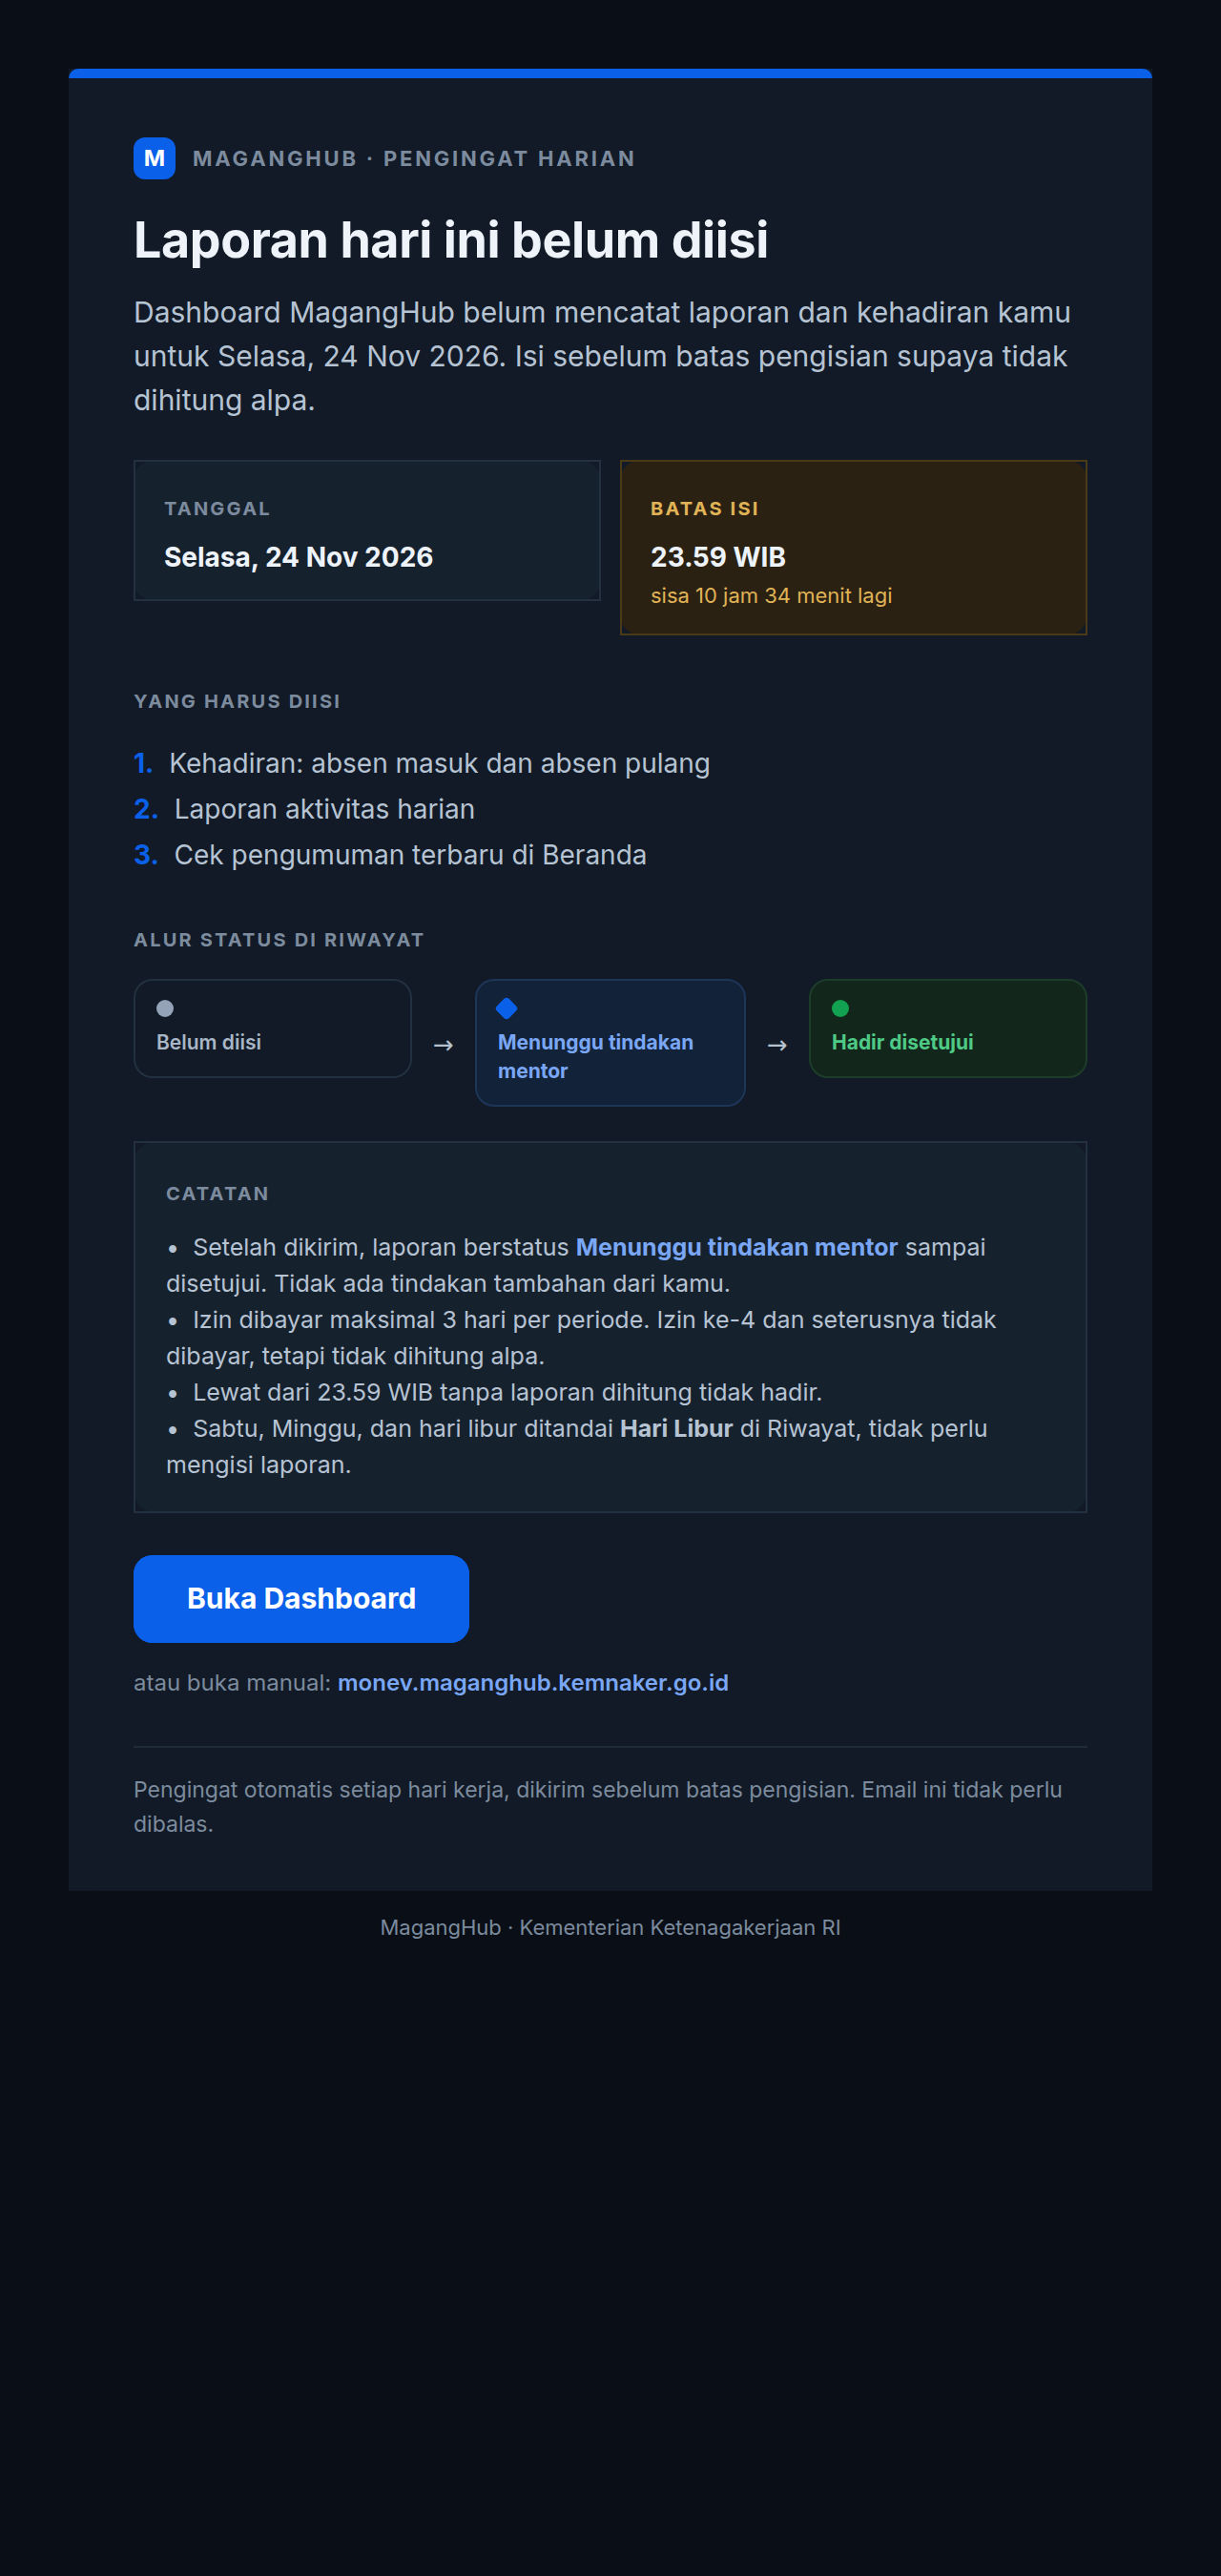 M MAGANGHUB · PENGINGAT HARIAN
Laporan hari ini belum diisi
Dashboard MagangHub belum mencatat laporan dan kehadiran kamu
untuk Selasa, 24 Nov 2026. Isi sebelum batas pengisian supaya tidak
dihitung alpa.
TANGGAL
Selasa, 24 Nov 2026
BATAS ISI
23.59 WIB
sisa 10 jam 34 menit lagi
YANG HARUS DIISI
1. Kehadiran: absen masuk dan absen pulang
2. Laporan aktivitas harian
3. Cek pengumuman terbaru di Beranda
ALUR STATUS DI RIWAYAT
Belum diisi
→
Menunggu tindakan
mentor
→
Hadir disetujui
CATATAN
• Setelah dikirim, laporan berstatus Menunggu tindakan mentor sampai
disetujui. Tidak ada tindakan tambahan dari kamu.
• Izin dibayar maksimal 3 hari per periode. Izin ke-4 dan seterusnya tidak
dibayar, tetapi tidak dihitung alpa.
• Lewat dari 23.59 WIB tanpa laporan dihitung tidak hadir.
• Sabtu, Minggu, dan hari libur ditandai Hari Libur di Riwayat, tidak perlu
mengisi laporan.
Buka Dashboard
atau buka manual: monev.maganghub.kemnaker.go.id
Pengingat otomatis setiap hari kerja, dikirim sebelum batas pengisian. Email ini tidak perlu
dibalas.
MagangHub · Kementerian Ketenagakerjaan RI